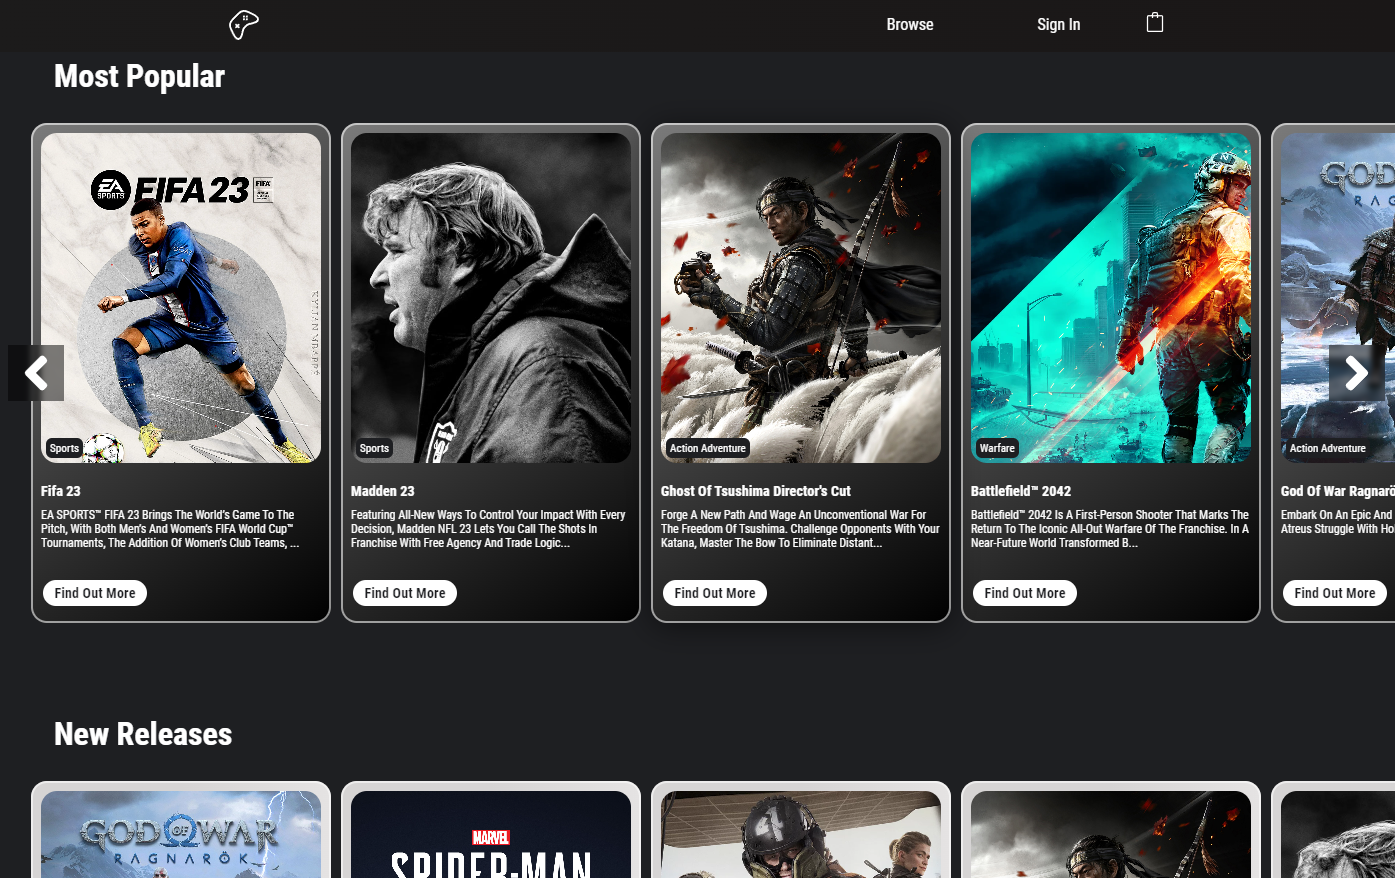 Browse
Sign In
Most Popular
EA
SPORTS
FIFA 23
FIFA
KYLIAN MBAPPÉ
Sports
Fifa 23
EA SPORTS™ FIFA 23 Brings The World's Game To The
Pitch, With Both Men's And Women's FIFA World Cup™
Tournaments, The Addition Of Women's Club Teams, ...
Find Out More
Sports
Madden 23
Featuring All-New Ways To Control Your Impact With Every
Decision, Madden NFL 23 Lets You Call The Shots In
Franchise With Free Agency And Trade Logic...
Find Out More
Action Adventure
Ghost Of Tsushima Director's Cut
Forge A New Path And Wage An Unconventional War For
The Freedom Of Tsushima. Challenge Opponents With Your
Katana, Master The Bow To Eliminate Distant...
Find Out More
Warfare
Battlefield™ 2042
Battlefield™ 2042 Is A First-Person Shooter That Marks The
Return To The Iconic All-Out Warfare Of The Franchise. In A
Near-Future World Transformed B...
Find Out More
GOD
RAG
Action Adventure
God Of War Ragnarö
Embark On An Epic And
Atreus Struggle With Ho
Find Out More
New Releases
GOD OF WAR
RAGNARÖK
MARVEL
SPIDER-MAN